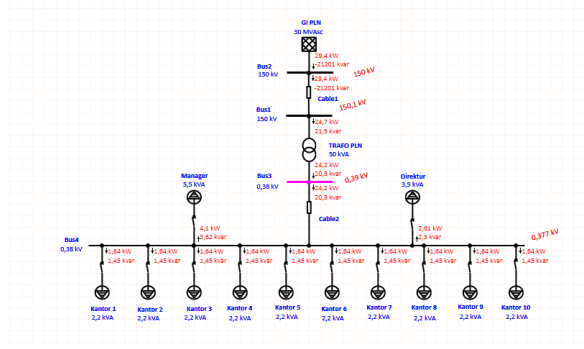 GI PLN
50 MVAsc
29,4 kW
-21201 kvar
Bus2
150 kV
150 kV
29,4 kW
-21201 kvar
Cable1
150,1 kV
Bus1
150 kV
24,7 kW
21,5 kvar
TRAFO PLN
50 kVA
24,2 kW
20,8 kvar
Bus3
0,38 kV
0,39 kV
24,2 kW
20,8 kvar
Manager
5,5 kVA
Direktur
3,5 kVA
Cable2
4,1 kW
3,62 kvar
2,61 kW
2,3 kvar
Bus4
0,38 kV
0,377 kV
1,64 kW 1,64 kW 1,64 kW 1,64 kW 1,64 kW 1,64 kW 1,64 kW 1,64 kW 1,64 kW 1,64 kW
1,45 kvar 1,45 kvar 1,45 kvar 1,45 kvar 1,45 kvar 1,45 kvar 1,45 kvar 1,45 kvar 1,45 kvar 1,45 kvar
Kantor 1 Kantor 2 Kantor 3 Kantor 4 Kantor 5 Kantor 6 Kantor 7 Kantor 8 Kantor 9 Kantor 10
2,2 kVA 2,2 kVA 2,2 kVA 2,2 kVA 2,2 kVA 2,2 kVA 2,2 kVA 2,2 kVA 2,2 kVA 2,2 kVA